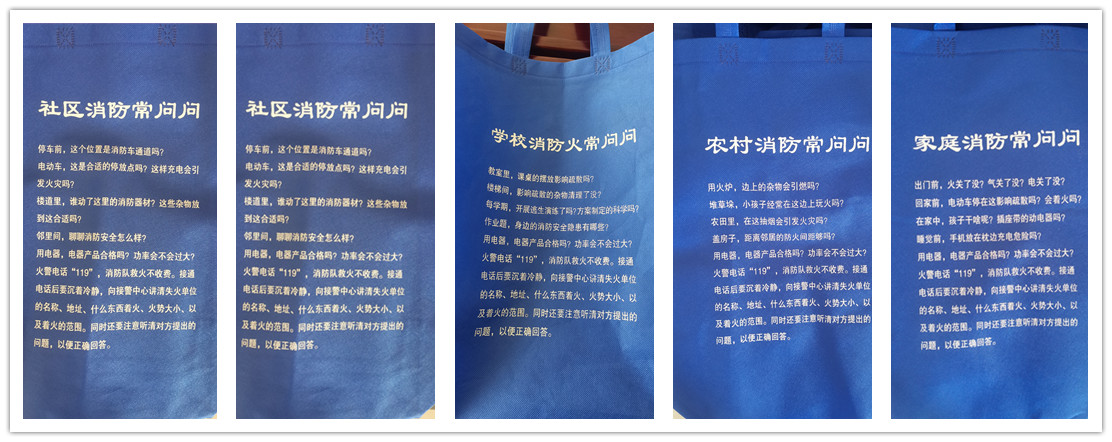 社区消防常问问
停车前，这个位置是消防车通道吗？
电动车，这是合适的停放点吗？这样充电会引
发火灾吗？
楼道里，谁动了这里的消防器材？这些杂物放
到这合适吗？
邻里间，聊聊消防安全怎么样？
用电器，电器产品合格吗？功率会不会过大？
火警电话“119”，消防队救火不收费。接通
电话后要沉着冷静，向接警中心讲清失火单位
的名称、地址、什么东西着火、火势大小、以
及着火的范围。同时还要注意听清对方提出的
问题，以便正确回答。
社区消防常问问
停车前，这个位置是消防车通道吗？
电动车，这是合适的停放点吗？这样充电会引
发火灾吗？
楼道里，谁动了这里的消防器材？这些杂物放
到这合适吗？
邻里间，聊聊消防安全怎么样？
用电器，电器产品合格吗？功率会不会过大？
火警电话“119”，消防队救火不收费。接通
电话后要沉着冷静，向接警中心讲清失火单位
的名称、地址、什么东西着火、火势大小、以
及着火的范围。同时还要注意听清对方提出的
问题，以便正确回答。
学校消防火常问问
教室里，课桌的摆放影响疏散吗？
楼梯间，影响疏散的杂物清理了没？
每学期，开展逃生演练了吗？方案制定的科学吗？
作业题，身边的消防安全隐患有哪些？
用电器，电器产品合格吗？功率会不会过大？
火警电话“119”，消防队救火不收费。接通
电话后要沉着冷静，向接警中心讲清失火单位
的名称、地址、什么东西着火、火势大小、以
及着火的范围。同时还要注意听清对方提出的
问题，以便正确回答。
农村消防常问问
用火炉，边上的杂物会引燃吗？
堆草垛，小孩子经常在这边上玩火吗？
农田里，在这抽烟会引发火灾吗？
盖房子，距离邻居的防火间距够吗？
用电器，电器产品合格吗？功率会不会过大？
火警电话“119”，消防队救火不收费。接通
电话后要沉着冷静，向接警中心讲清失火单位
的名称、地址、什么东西着火、火势大小、以
及着火的范围。同时还要注意听清对方提出的
问题，以便正确回答。
家庭消防常问问
出门前，火关了没？气关了没？电关了没？
回家前，电动车停在这影响疏散吗？会着火吗？
在家中，孩子干啥呢？插座带的动电器吗？
睡觉前，手机放在枕边充电危险吗？
用电器，电器产品合格吗？功率会不会过大？
火警电话“119”，消防队救火不收费。接通
电话后要沉着冷静，向接警中心讲清失火单位
的名称、地址、什么东西着火、火势大小、以
及着火的范围。同时还要注意听清对方提出的
问题，以便正确回答。